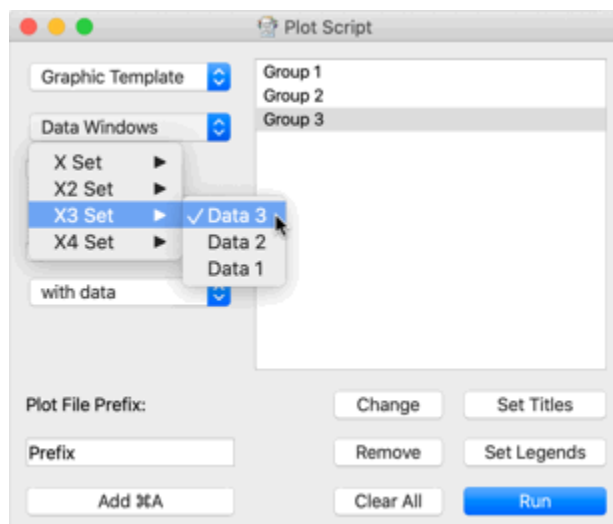 Plot Script
Graphic Template
Group 1
Group 2
Group 3
Data Windows
X Set
X2 Set
X3 Set
X4 Set
✓ Data 3
Data 2
Data 1
with data
Plot File Prefix:
Change
Set Titles
Prefix
Remove
Set Legends
Add ⌘A
Clear All
Run